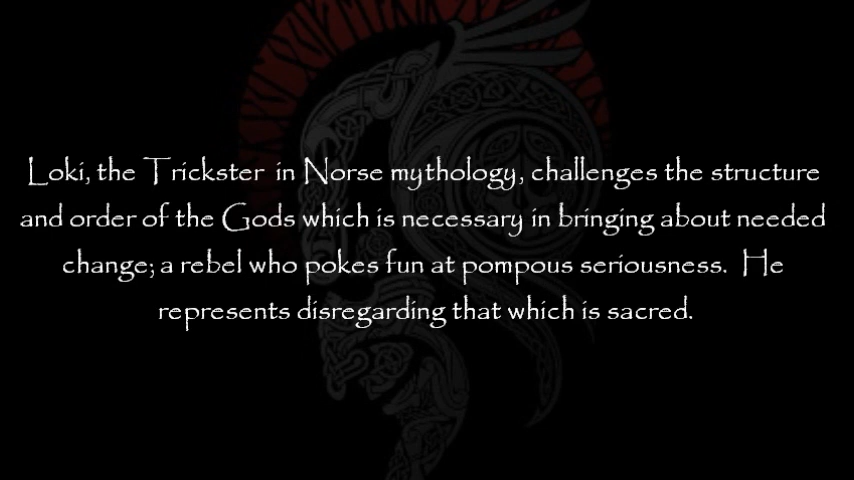 Loki, the Trickster in Norse mythology, challenges the structure
and order of the Gods which is necessary in bringing about needed
change; a rebel who pokes fun at pompous seriousness. He
represents disregarding that which is sacred.